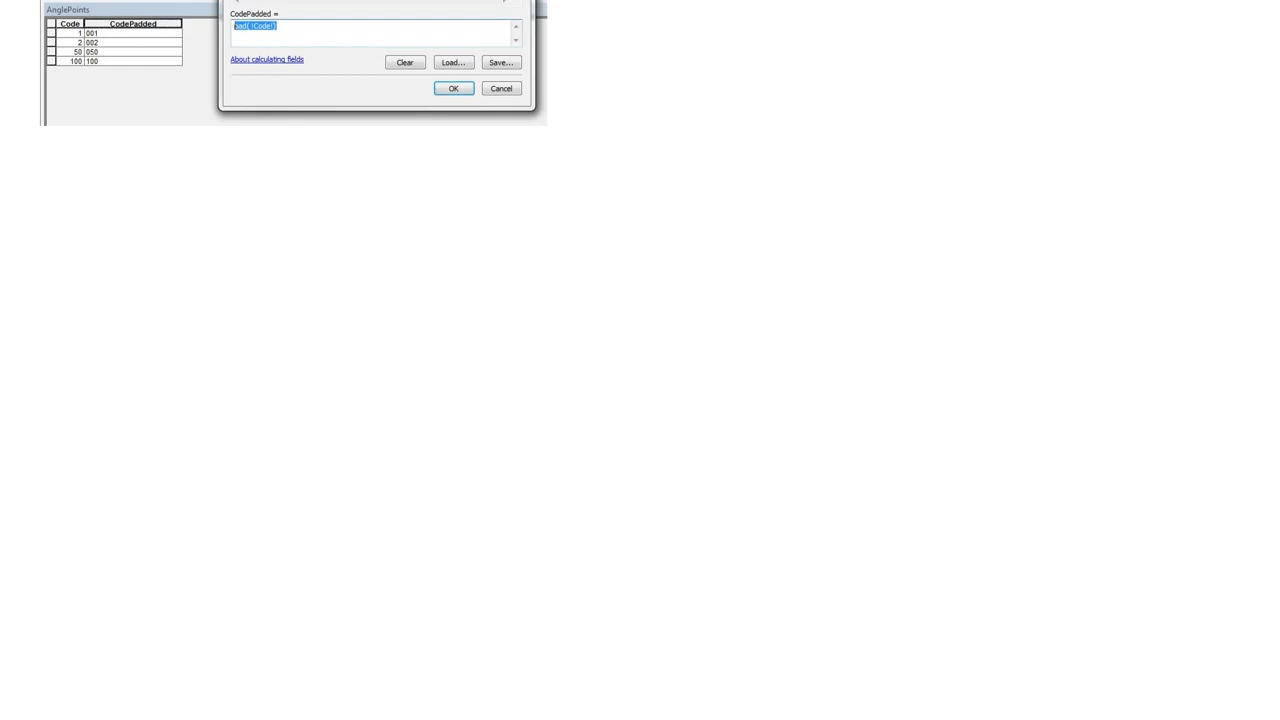 AnglePoints
Code CodePadded
1 001
2 002
50 050
100 100
CodePadded =
pad( !Code!)
About calculating fields
Clear Load... Save...
OK Cancel